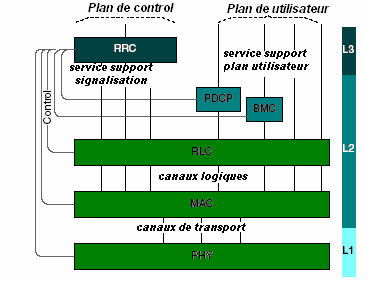 Plan de control
Plan de utilisateur
RRC
L3
service support
signalisation
service support
plan utilisateur
PDCP
BMC
Control
RLC
L2
canaux logiques
MAC
canaux de transport
PHY
L1